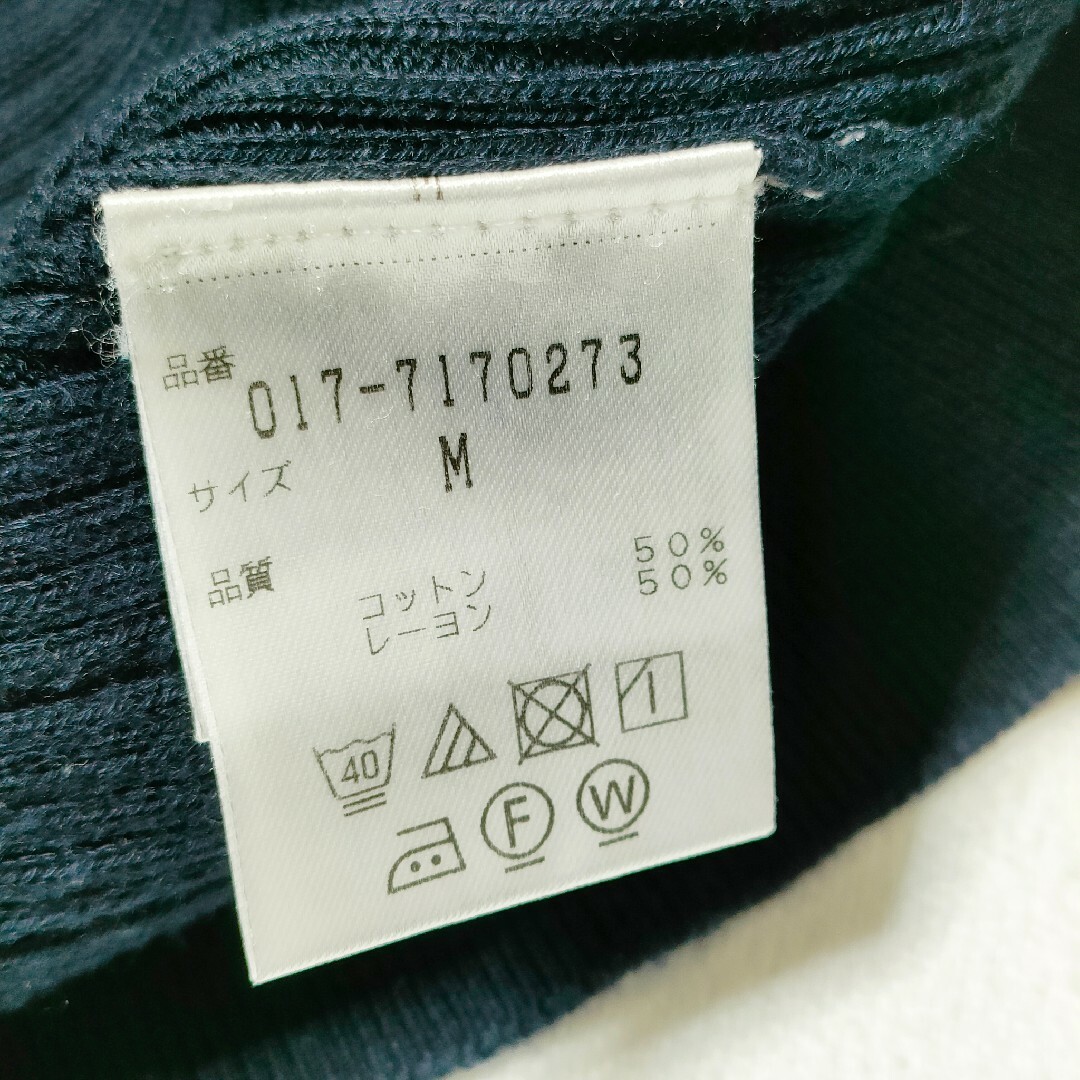 品番 017-7170273
サイズ M
品質 コットン 50%
レーヨン 50%
40
F W